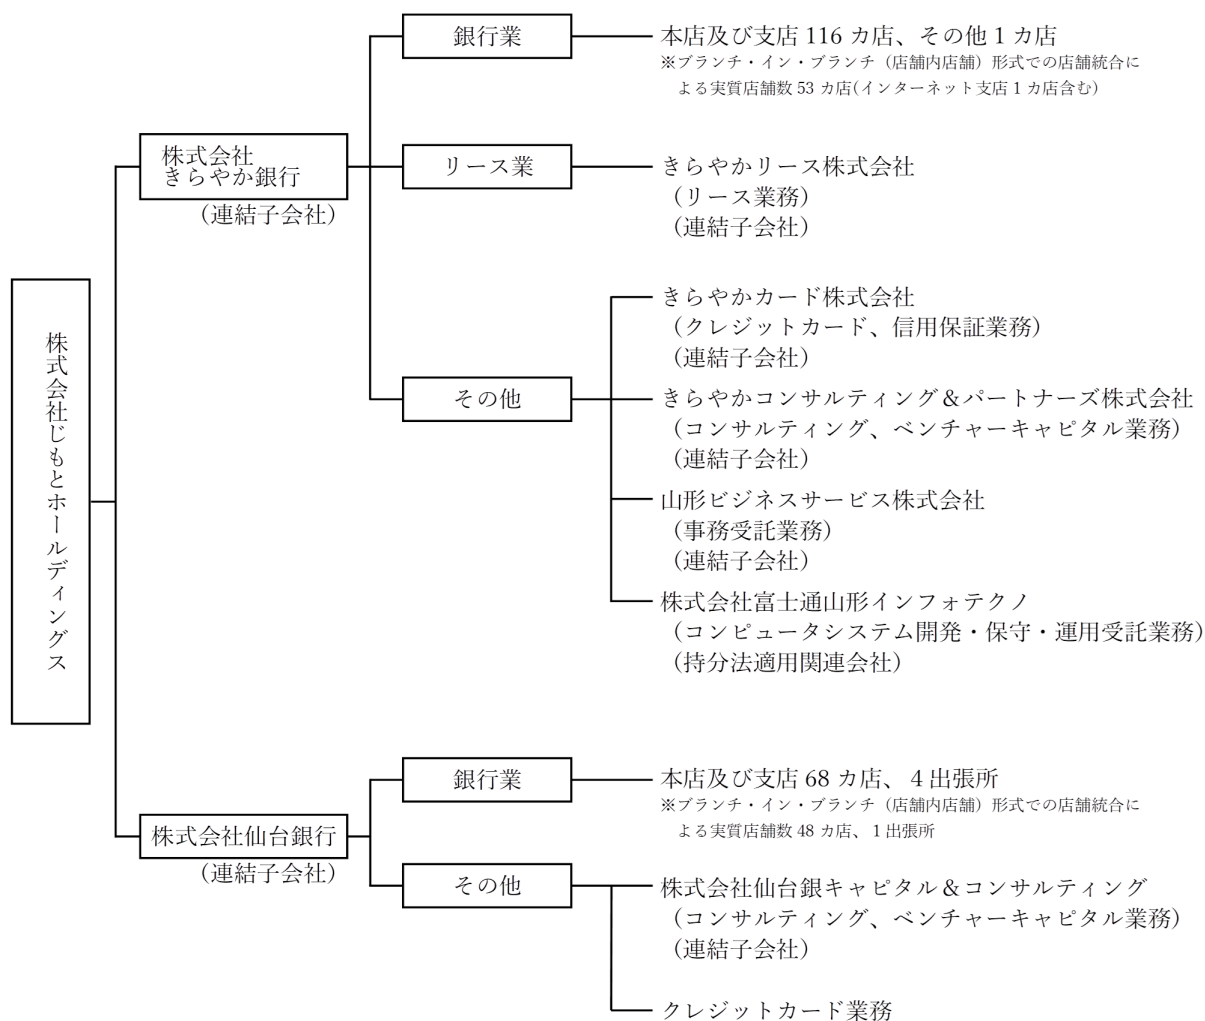 株式会社じもとホールディングス
株式会社
きらやか銀行
（連結子会社）
銀行業
本店及び支店 116 カ店、その他 1 カ店
※ブランチ・イン・ブランチ（店舗内店舗）形式での店舗統合に
よる実質店舗数 53 カ店(インターネット支店 1 カ店含む)
リース業
きらやかリース株式会社
（リース業務）
（連結子会社）
その他
きらやかカード株式会社
（クレジットカード、信用保証業務）
（連結子会社）
きらやかコンサルティング＆パートナーズ株式会社
（コンサルティング、ベンチャーキャピタル業務）
（連結子会社）
山形ビジネスサービス株式会社
（事務受託業務）
（連結子会社）
株式会社富士通山形インフォテクノ
（コンピュータシステム開発・保守・運用受託業務）
（持分法適用関連会社）
株式会社仙台銀行
（連結子会社）
銀行業
本店及び支店 68 カ店、４出張所
※ブランチ・イン・ブランチ（店舗内店舗）形式での店舗統合に
よる実質店舗数 48 カ店、１出張所
その他
株式会社仙台銀キャピタル＆コンサルティング
（コンサルティング、ベンチャーキャピタル業務）
（連結子会社）
クレジットカード業務